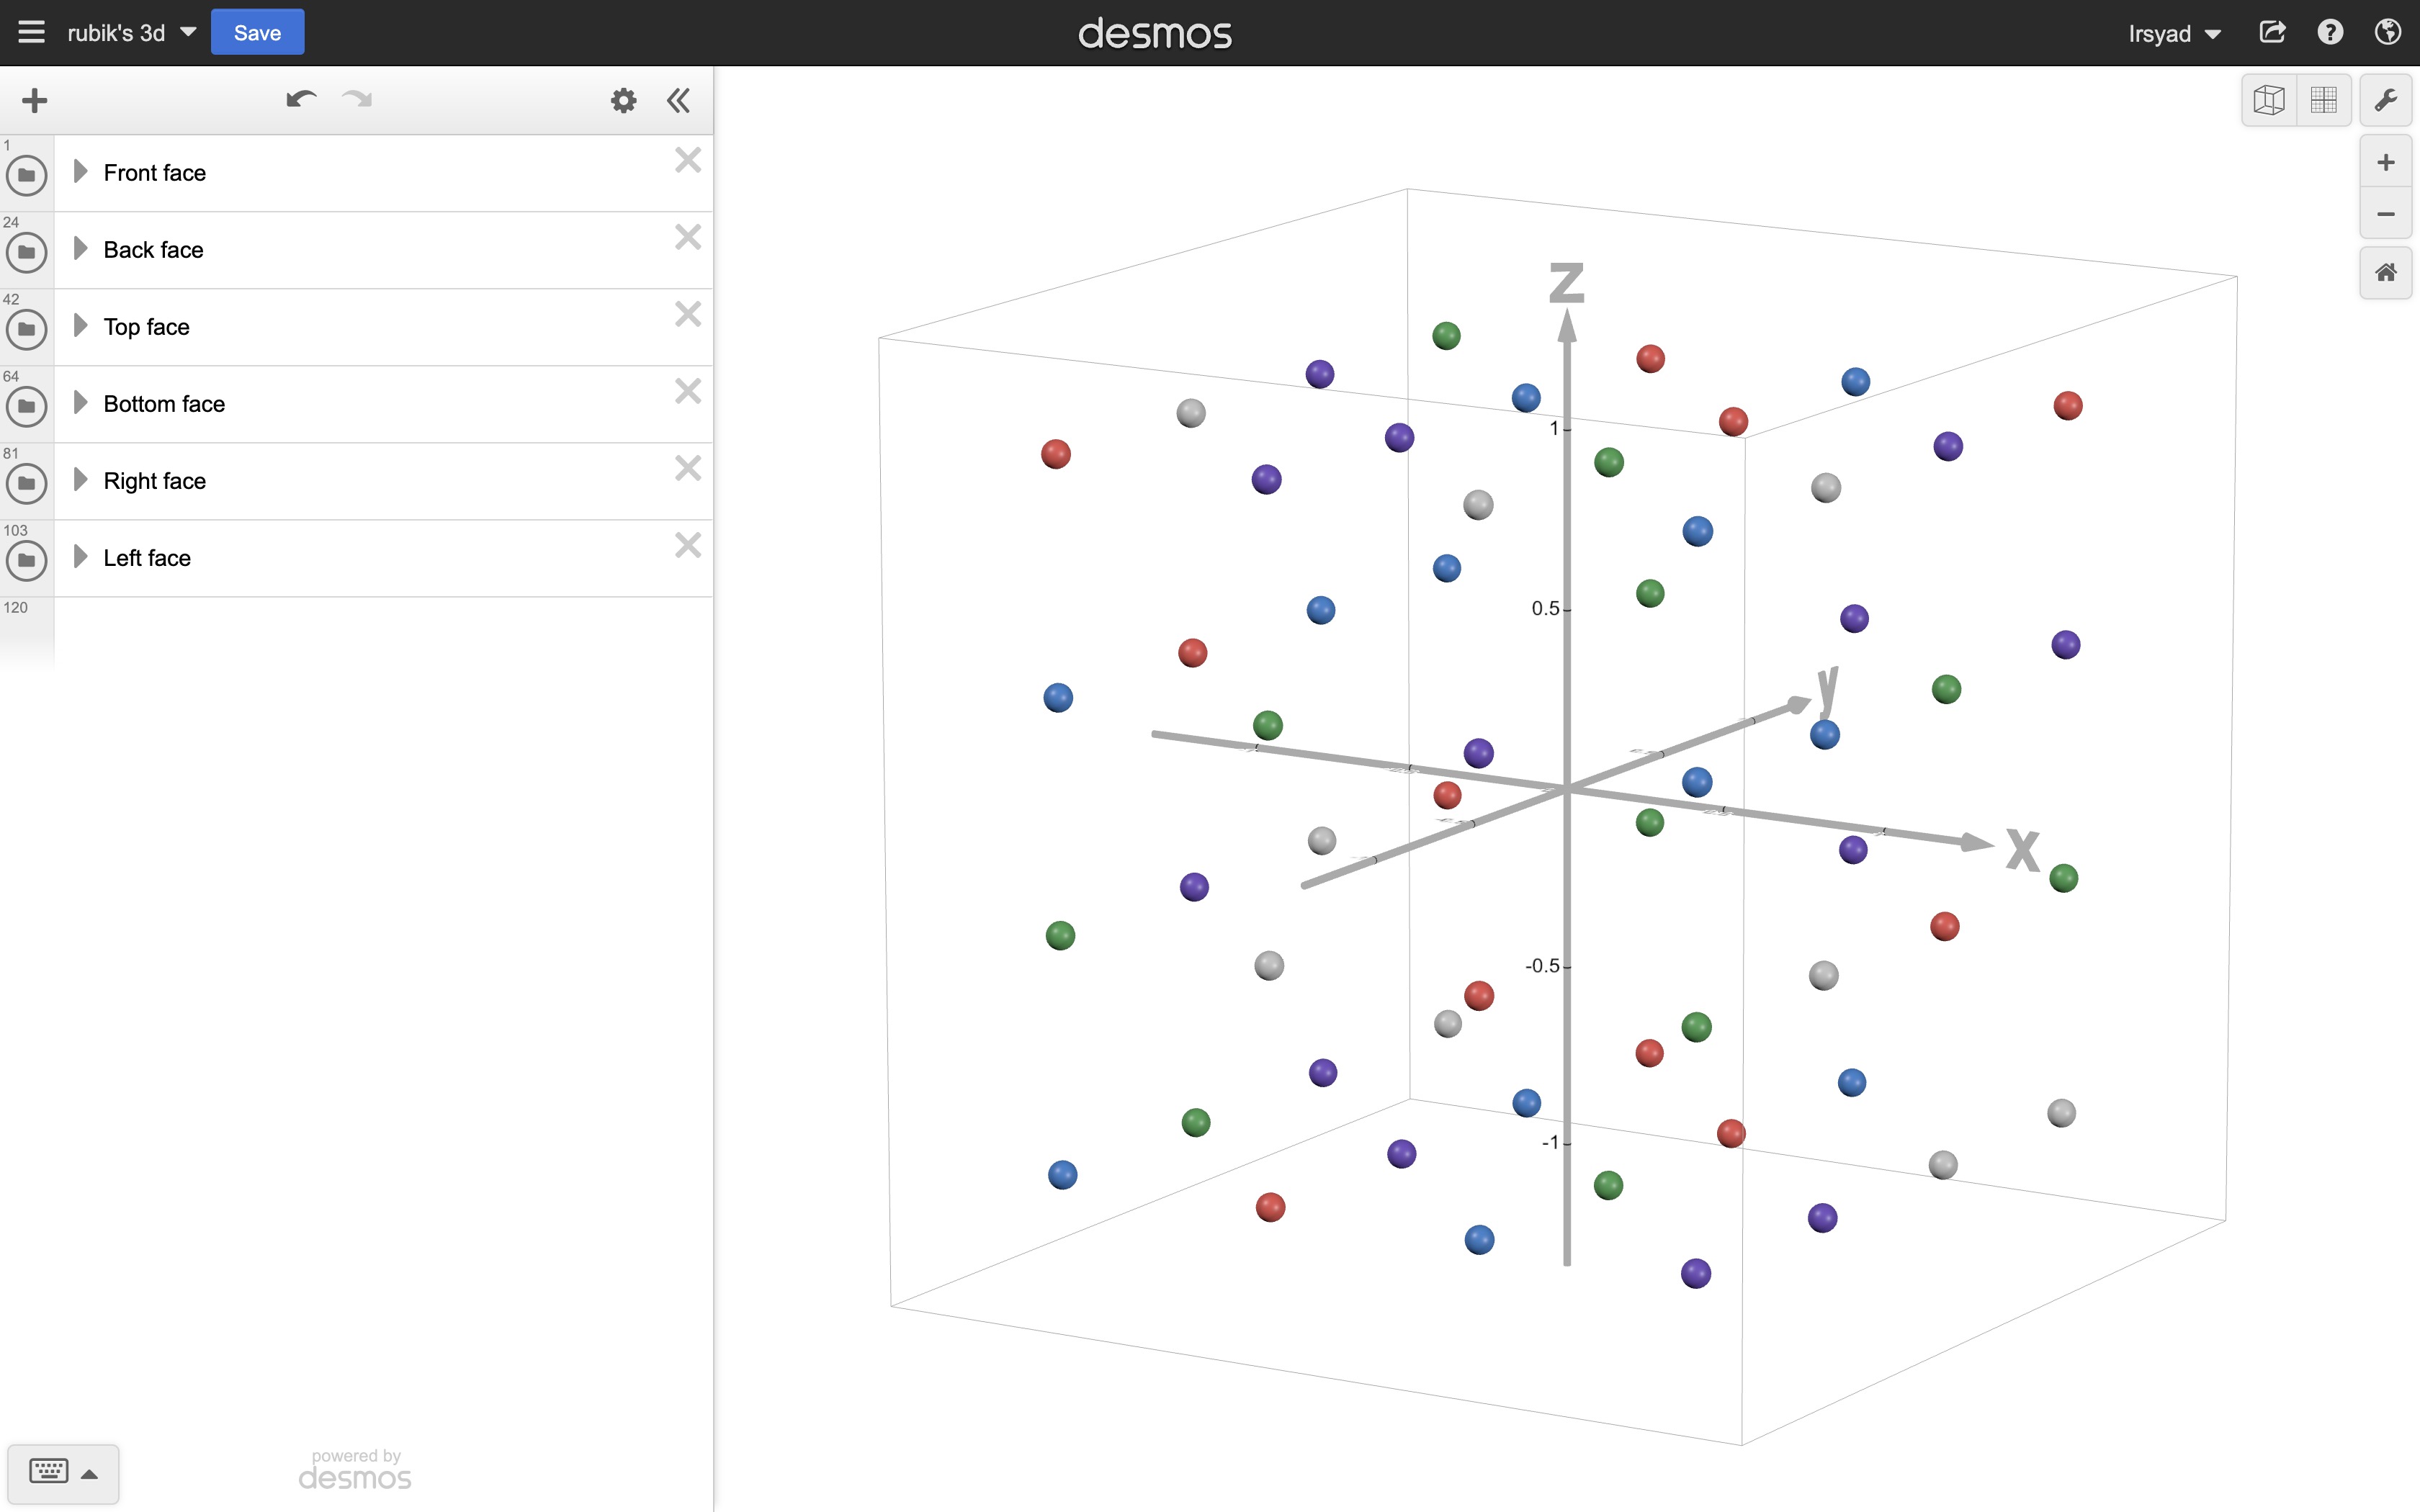 rubik's 3d
Save
desmos
Irsyad
1
Front face
24
Back face
42
Top face
64
Bottom face
81
Right face
103
Left face
120
z
1
0.5
y
x
-0.5
-1
powered by
desmos